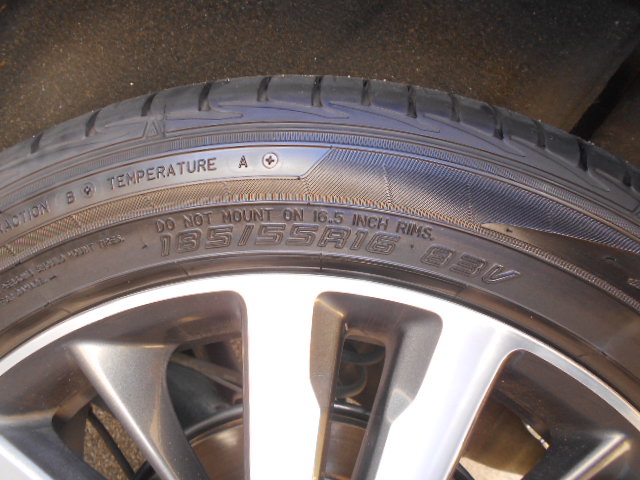 RACTION B TEMPERATURE A
DO NOT MOUNT ON 16.5 INCH RIMS.
185/55R16 83V